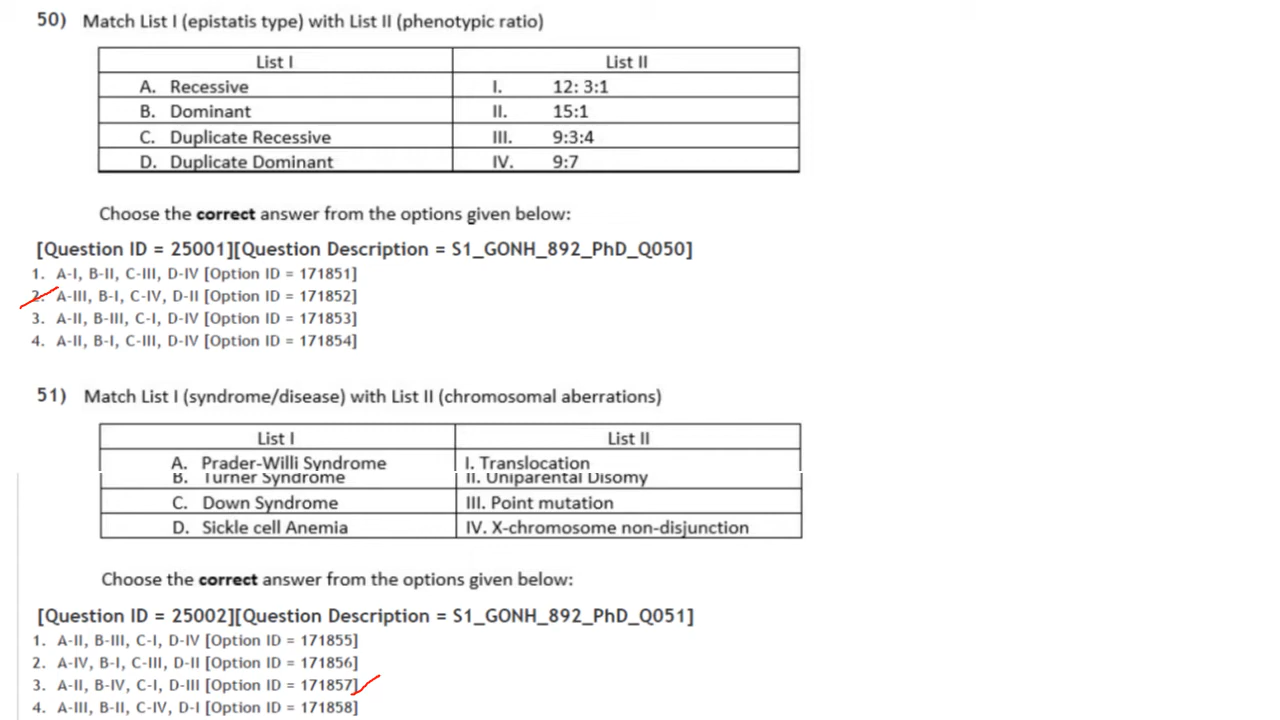 50) Match List I (epistatis type) with List II (phenotypic ratio)
List I List II
A. Recessive I. 12: 3:1
B. Dominant II. 15:1
C. Duplicate Recessive III. 9:3:4
D. Duplicate Dominant IV. 9:7
Choose the correct answer from the options given below:
[Question ID = 25001][Question Description = S1_GONH_892_PhD_Q050]
1. A-I, B-II, C-III, D-IV [Option ID = 171851]
2. A-III, B-I, C-IV, D-II [Option ID = 171852]
3. A-II, B-III, C-I, D-IV [Option ID = 171853]
4. A-II, B-I, C-III, D-IV [Option ID = 171854]
51) Match List I (syndrome/disease) with List II (chromosomal aberrations)
List I List II
A. Prader-Willi Syndrome I. Translocation
B. Turner Syndrome II. Uniparental Disomy
C. Down Syndrome III. Point mutation
D. Sickle cell Anemia IV. X-chromosome non-disjunction
Choose the correct answer from the options given below:
[Question ID = 25002][Question Description = S1_GONH_892_PhD_Q051]
1. A-II, B-III, C-I, D-IV [Option ID = 171855]
2. A-IV, B-I, C-III, D-II [Option ID = 171856]
3. A-II, B-IV, C-I, D-III [Option ID = 171857]
4. A-III, B-II, C-IV, D-I [Option ID = 171858]